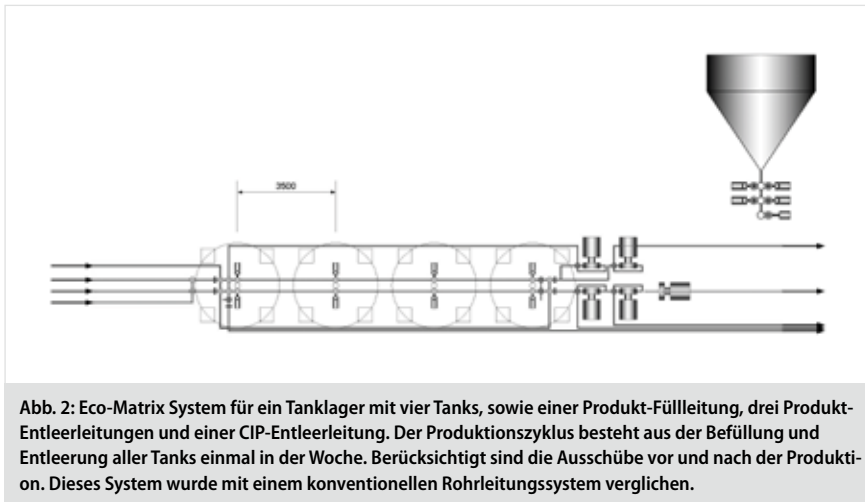 3500
Abb. 2: Eco-Matrix System für ein Tanklager mit vier Tanks, sowie einer Produkt-Füllleitung, drei Produkt-
Entleerleitungen und einer CIP-Entleerleitung. Der Produktionszyklus besteht aus der Befüllung und
Entleerung aller Tanks einmal in der Woche. Berücksichtigt sind die Ausschübe vor und nach der Produkti-
on. Dieses System wurde mit einem konventionellen Rohrleitungssystem verglichen.